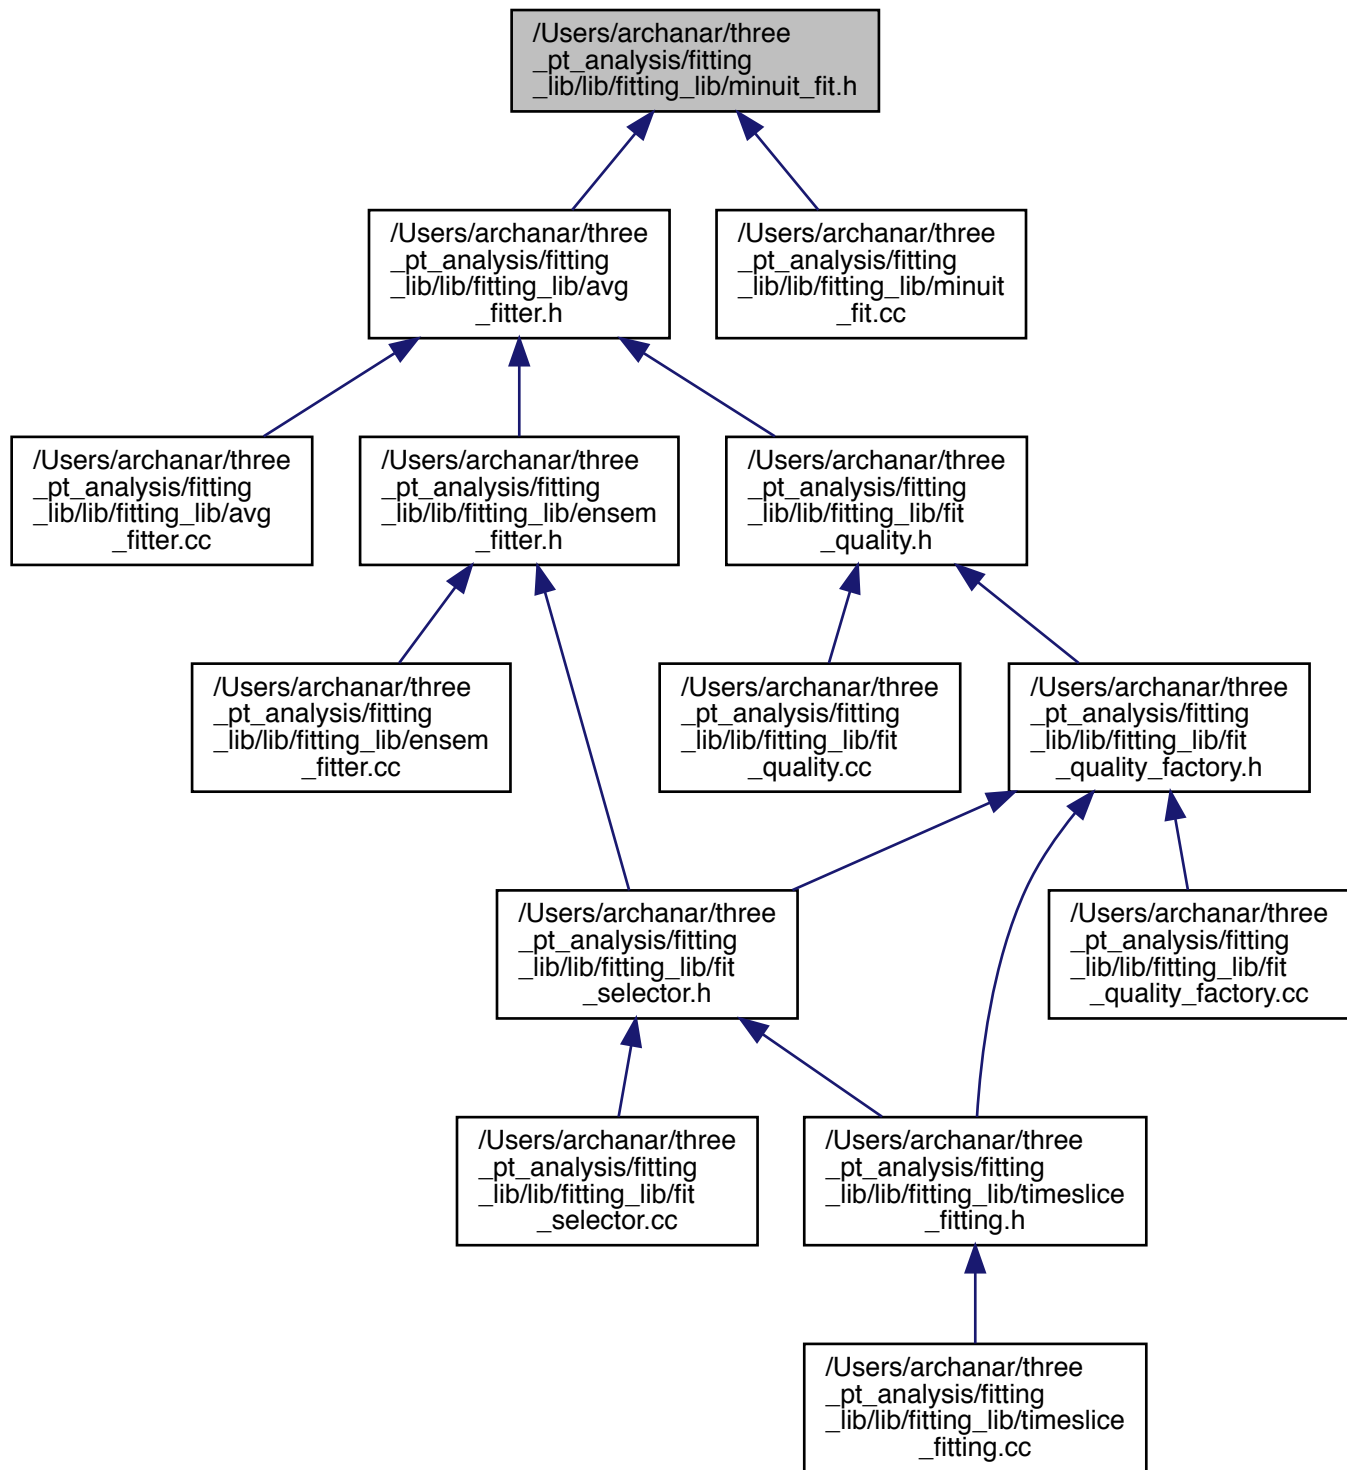 /Users/archanar/three
_pt_analysis/fitting
_lib/lib/fitting_lib/minuit_fit.h
/Users/archanar/three
_pt_analysis/fitting
_lib/lib/fitting_lib/avg
_fitter.h
/Users/archanar/three
_pt_analysis/fitting
_lib/lib/fitting_lib/minuit
_fit.cc
/Users/archanar/three
_pt_analysis/fitting
_lib/lib/fitting_lib/avg
_fitter.cc
/Users/archanar/three
_pt_analysis/fitting
_lib/lib/fitting_lib/ensem
_fitter.h
/Users/archanar/three
_pt_analysis/fitting
_lib/lib/fitting_lib/fit
_quality.h
/Users/archanar/three
_pt_analysis/fitting
_lib/lib/fitting_lib/ensem
_fitter.cc
/Users/archanar/three
_pt_analysis/fitting
_lib/lib/fitting_lib/fit
_quality.cc
/Users/archanar/three
_pt_analysis/fitting
_lib/lib/fitting_lib/fit
_quality_factory.h
/Users/archanar/three
_pt_analysis/fitting
_lib/lib/fitting_lib/fit
_selector.h
/Users/archanar/three
_pt_analysis/fitting
_lib/lib/fitting_lib/fit
_quality_factory.cc
/Users/archanar/three
_pt_analysis/fitting
_lib/lib/fitting_lib/fit
_selector.cc
/Users/archanar/three
_pt_analysis/fitting
_lib/lib/fitting_lib/timeslice
_fitting.h
/Users/archanar/three
_pt_analysis/fitting
_lib/lib/fitting_lib/timeslice
_fitting.cc